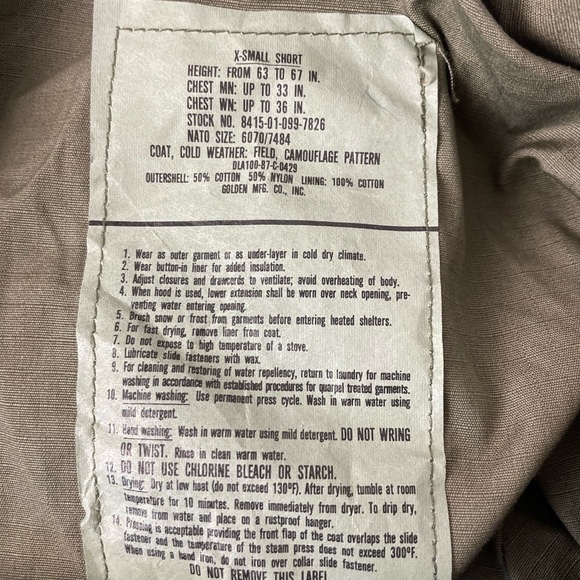 X-SMALL SHORT
HEIGHT: FROM 63 TO 67 IN.
CHEST MN: UP TO 33 IN.
CHEST WN: UP TO 36 IN.
STOCK NO. 8415-01-099-7826
NATO SIZE: 6070/7484
COAT, COLD WEATHER: FIELD, CAMOUFLAGE PATTERN
DLA100-87-C-0429
OUTERSHELL: 50% COTTON 50% NYLON LINING: 100% COTTON
GOLDEN MFG. CO., INC.
1. Wear as outer garment or as under-layer in cold dry climate.
2. Wear button-in liner for added insulation.
3. Adjust closures and drawcords to ventilate; avoid overheating of body.
4. When hood is used, lower extension shall be worn over neck opening, pre-
venting water entering opening.
5. Brush snow or frost from garments before entering heated shelters.
6. For fast drying, remove liner from coat.
7. Do not expose to high temperature of a stove.
8. Lubricate slide fasteners with wax.
9. For cleaning and restoring of water repellency, return to laundry for machine
washing in accordance with established procedures for quarpel treated garments.
10. Machine washing: Use permanent press cycle. Wash in warm water using
mild detergent.
11. Hand washing: Wash in warm water using mild detergent. DO NOT WRING
OR TWIST. Rinse in clean warm water.
12. DO NOT USE CHLORINE BLEACH OR STARCH.
13. Drying: Dry at low heat (do not exceed 130°F). After drying, tumble at room
temperature for 10 minutes. Remove immediately from dryer. To drip dry,
remove from water and place on a rustproof hanger.
14. Pressing is acceptable providing the front flap of the coat overlaps the slide
fastener and the temperature of the steam press does not exceed 300°F.
When using a hand iron, do not iron over collar slide fastener.
DO NOT REMOVE THIS LABEL